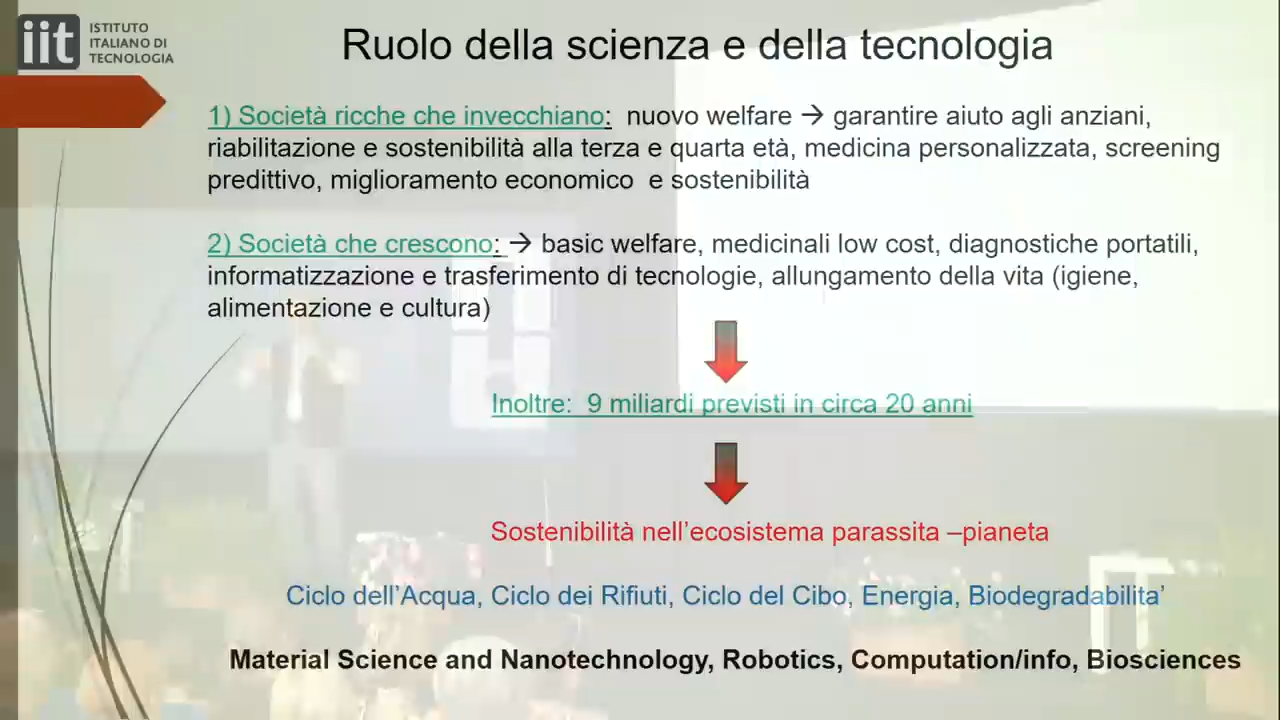 iit ISTITUTO
ITALIANO DI
TECNOLOGIA
Ruolo della scienza e della tecnologia
1) Società ricche che invecchiano: nuovo welfare → garantire aiuto agli anziani,
riabilitazione e sostenibilità alla terza e quarta età, medicina personalizzata, screening
predittivo, miglioramento economico e sostenibilità
2) Società che crescono: → basic welfare, medicinali low cost, diagnostiche portatili,
informatizzazione e trasferimento di tecnologie, allungamento della vita (igiene,
alimentazione e cultura)
Inoltre: 9 miliardi previsti in circa 20 anni
Sostenibilità nell’ecosistema parassita –pianeta
Ciclo dell’Acqua, Ciclo dei Rifiuti, Ciclo del Cibo, Energia, Biodegradabilita’
Material Science and Nanotechnology, Robotics, Computation/info, Biosciences